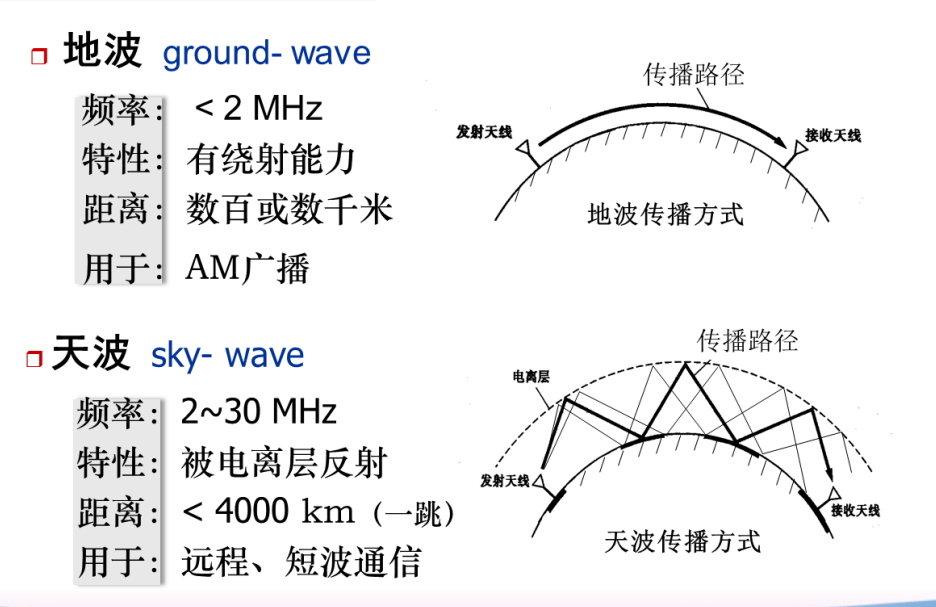 地波 ground- wave
频率: < 2 MHz
特性: 有绕射能力
距离: 数百或数千米
用于: AM广播
传播路径
发射天线
接收天线
地波传播方式
天波 sky- wave
频率: 2~30 MHz
特性: 被电离层反射
距离: < 4000 km (一跳)
用于: 远程、短波通信
传播路径
电离层
发射天线
接收天线
天波传播方式